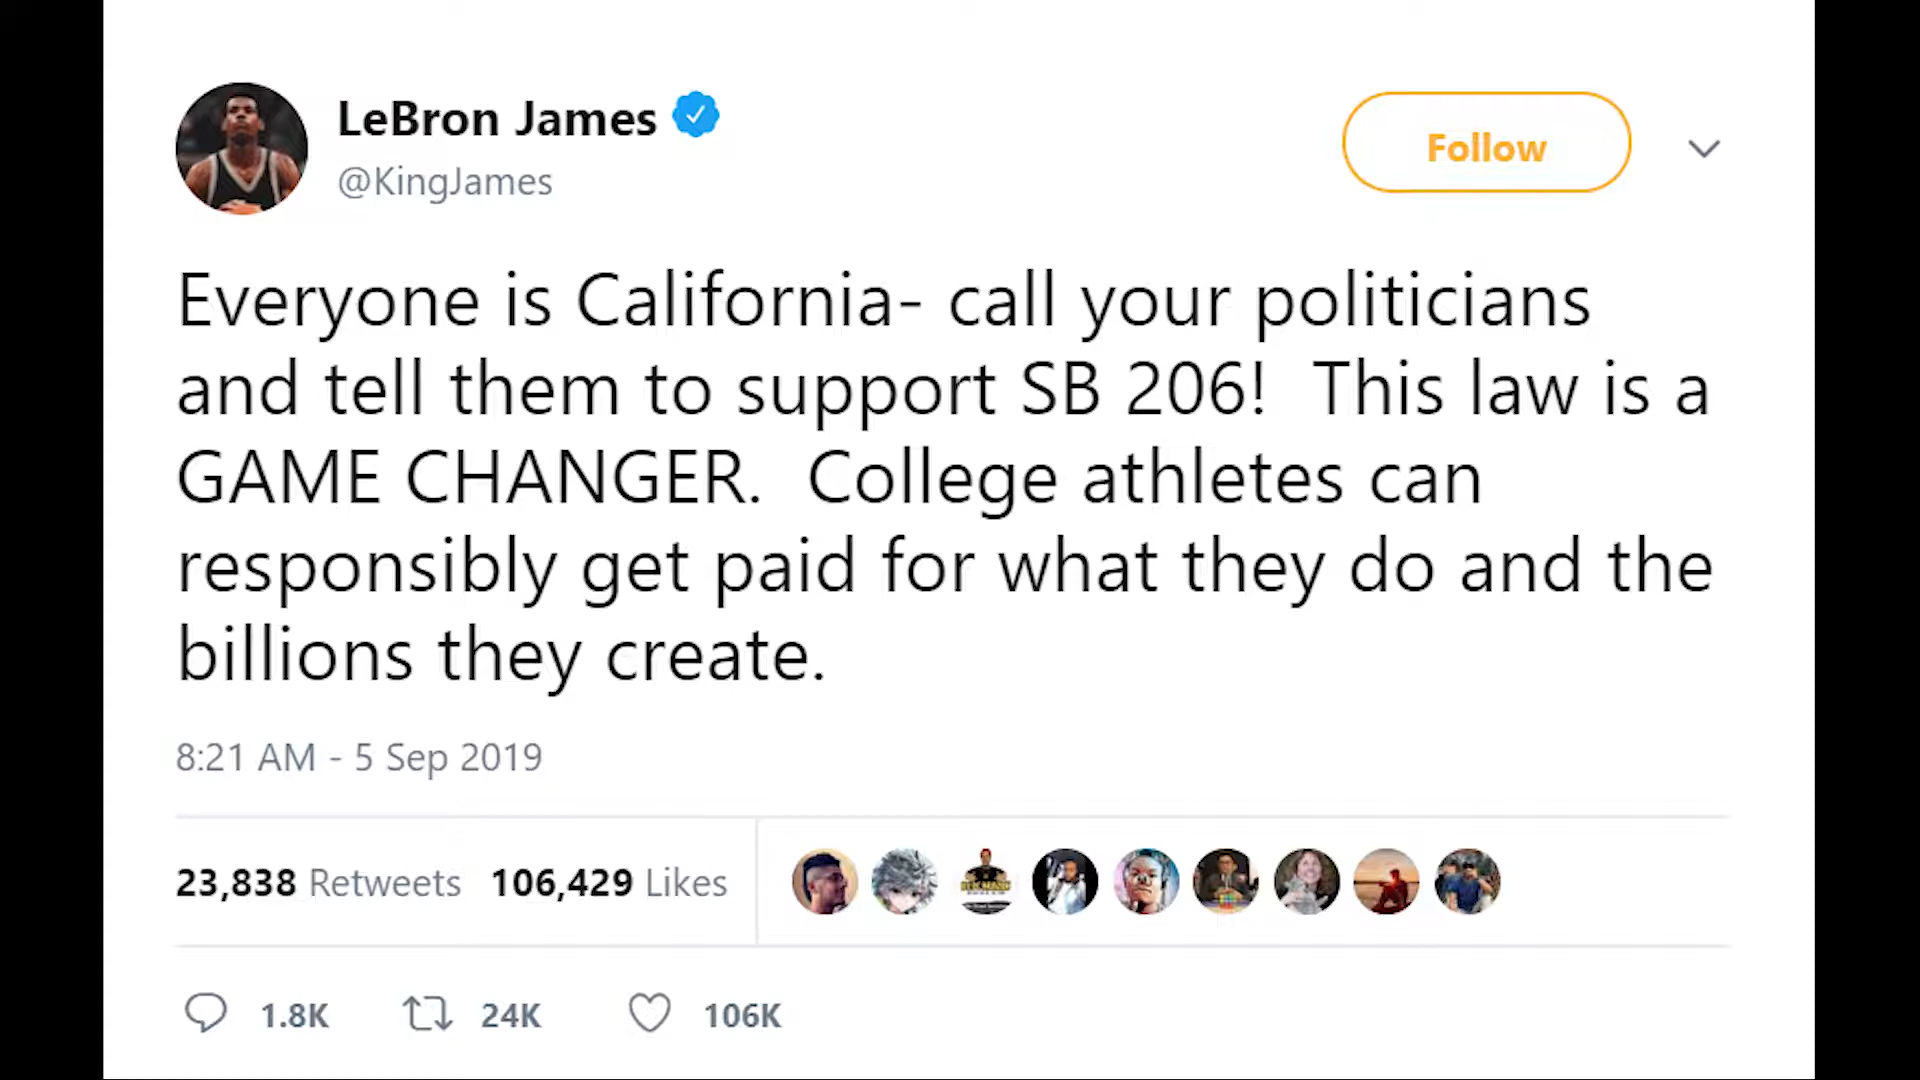 LeBron James
@KingJames
Follow
Everyone is California- call your politicians
and tell them to support SB 206!  This law is a
GAME CHANGER.  College athletes can
responsibly get paid for what they do and the
billions they create.
8:21 AM - 5 Sep 2019
23,838 Retweets 106,429 Likes
1.8K 24K 106K